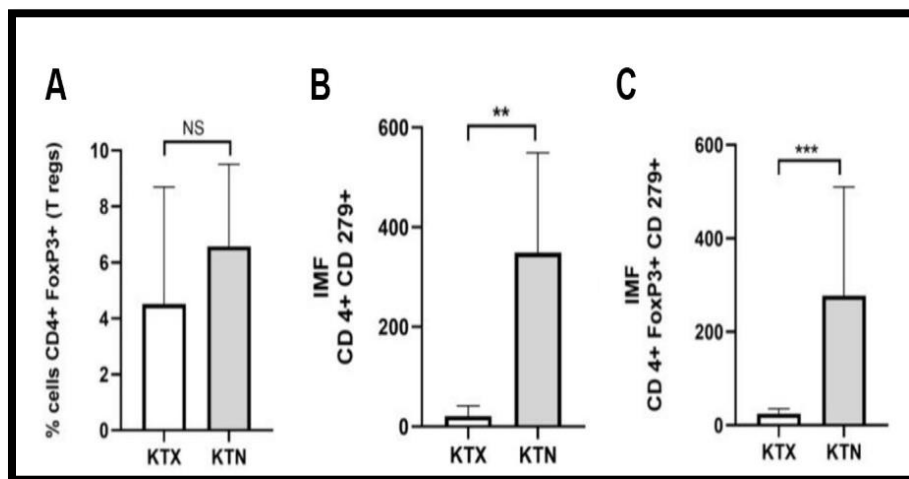 A
NS
% cells CD4+ FoxP3+ (T regs)
10
8
6
4
2
0
KTX
KTN
B
**
IMF
CD 4+ CD 279+
600
400
200
0
KTX
KTN
C
***
IMF
CD 4+ FoxP3+ CD 279+
600
400
200
0
KTX
KTN